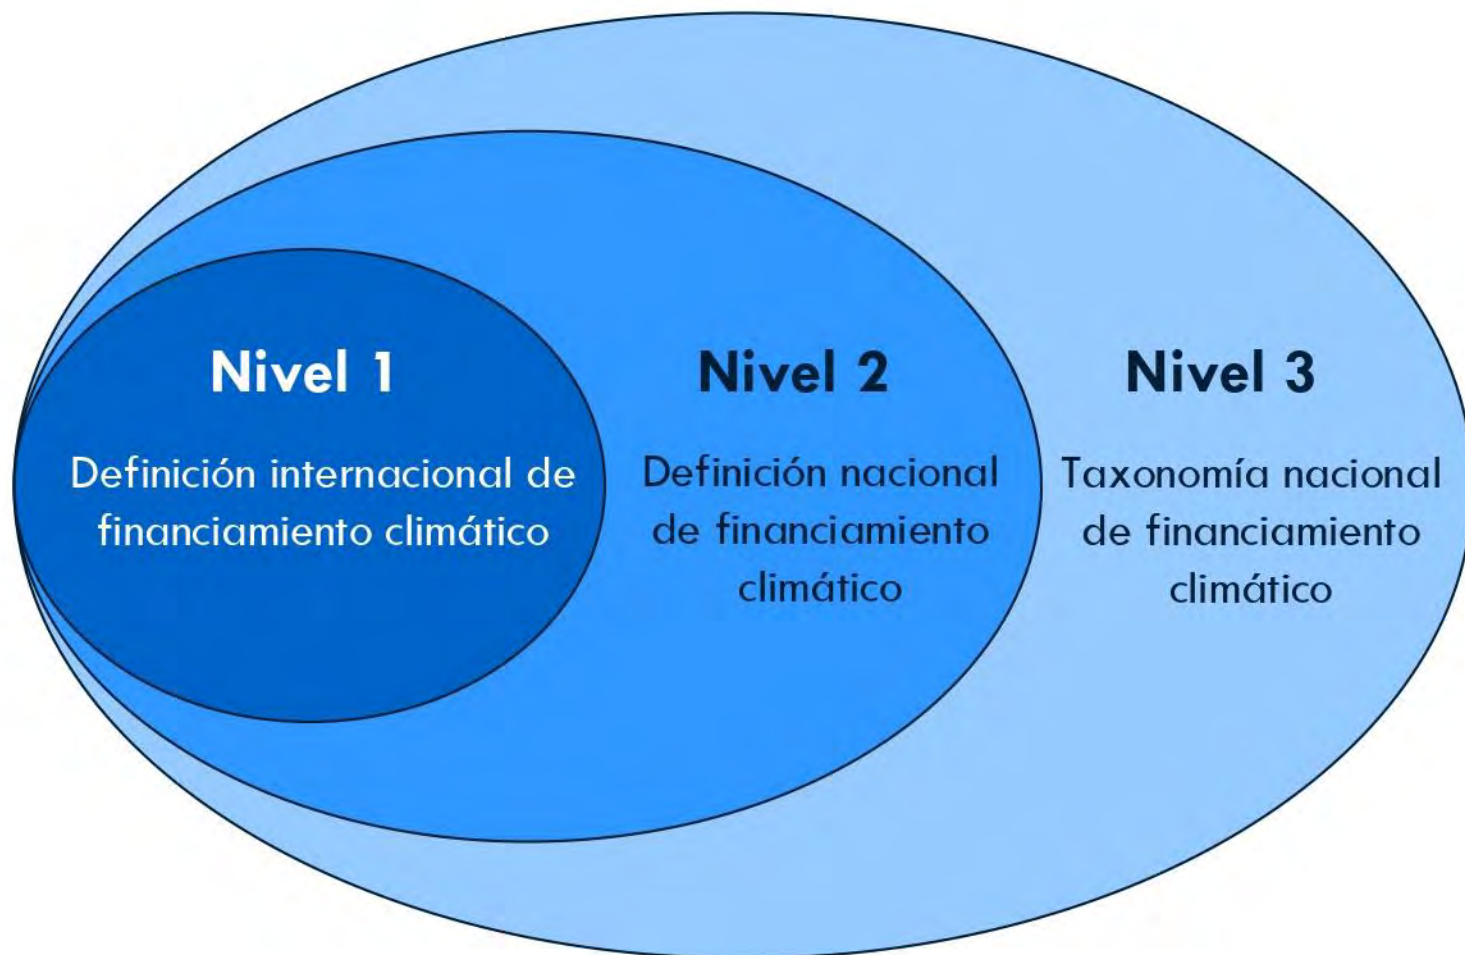 Nivel 1
Definición internacional de
financiamiento climático
Nivel 2
Definición nacional
de financiamiento
climático
Nivel 3
Taxonomía nacional
de financiamiento
climático